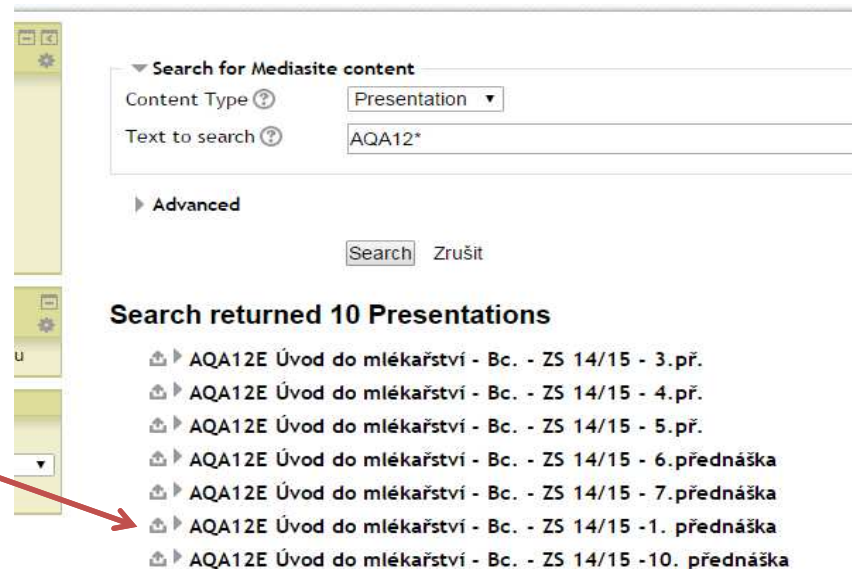 Search for Mediasite content
Content Type
Presentation
Text to search
AQA12*
Advanced
Search Zrušit
Search returned 10 Presentations
u
AQA12E Úvod do mlékařství - Bc. - ZS 14/15 - 3.př.
AQA12E Úvod do mlékařství - Bc. - ZS 14/15 - 4.př.
AQA12E Úvod do mlékařství - Bc. - ZS 14/15 - 5.př.
AQA12E Úvod do mlékařství - Bc. - ZS 14/15 - 6.přednáška
AQA12E Úvod do mlékařství - Bc. - ZS 14/15 - 7.přednáška
AQA12E Úvod do mlékařství - Bc. - ZS 14/15 -1. přednáška
AQA12E Úvod do mlékařství - Bc. - ZS 14/15 -10. přednáška